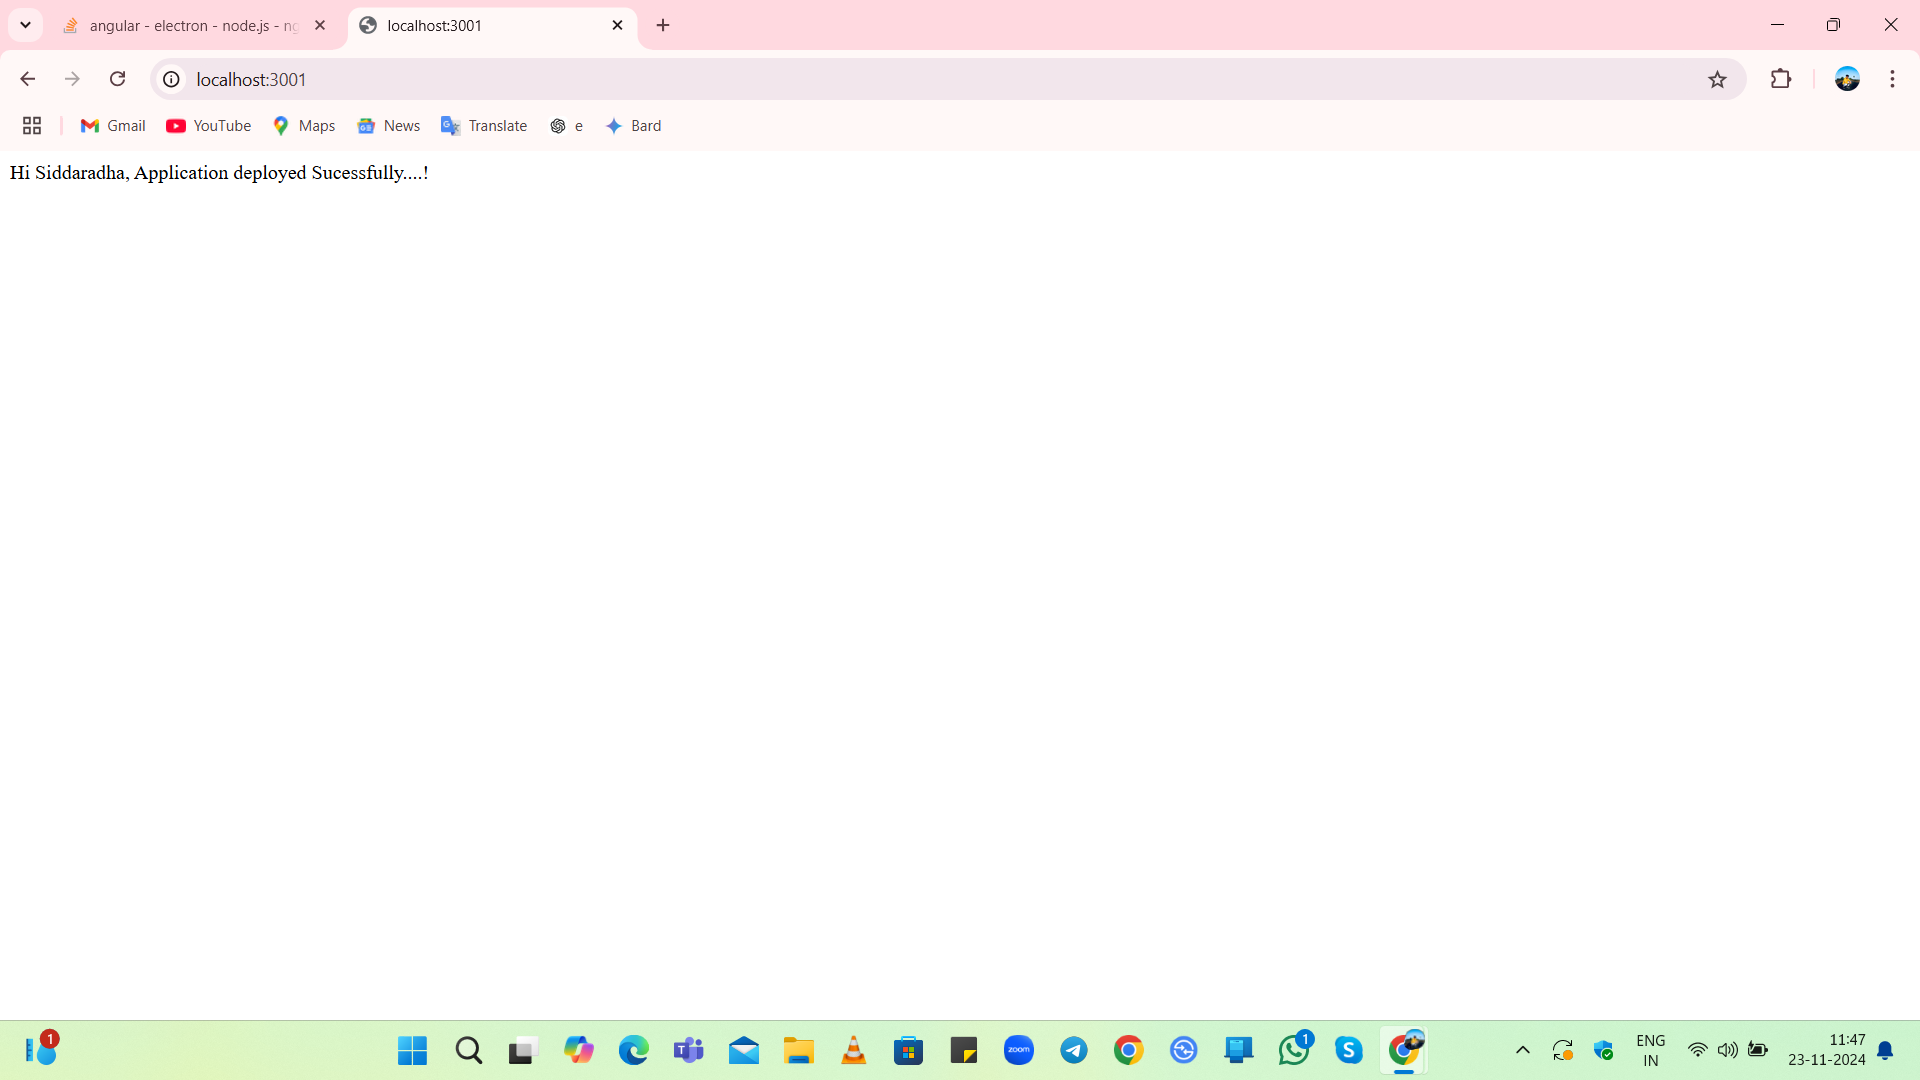 angular - electron - node.js - ng
localhost:3001
localhost:3001
Gmail
YouTube
Maps
News
Translate
e
Bard
Hi Siddaradha, Application deployed Sucessfully....!
1
zoom
1
ENG
IN
11:47
23-11-2024